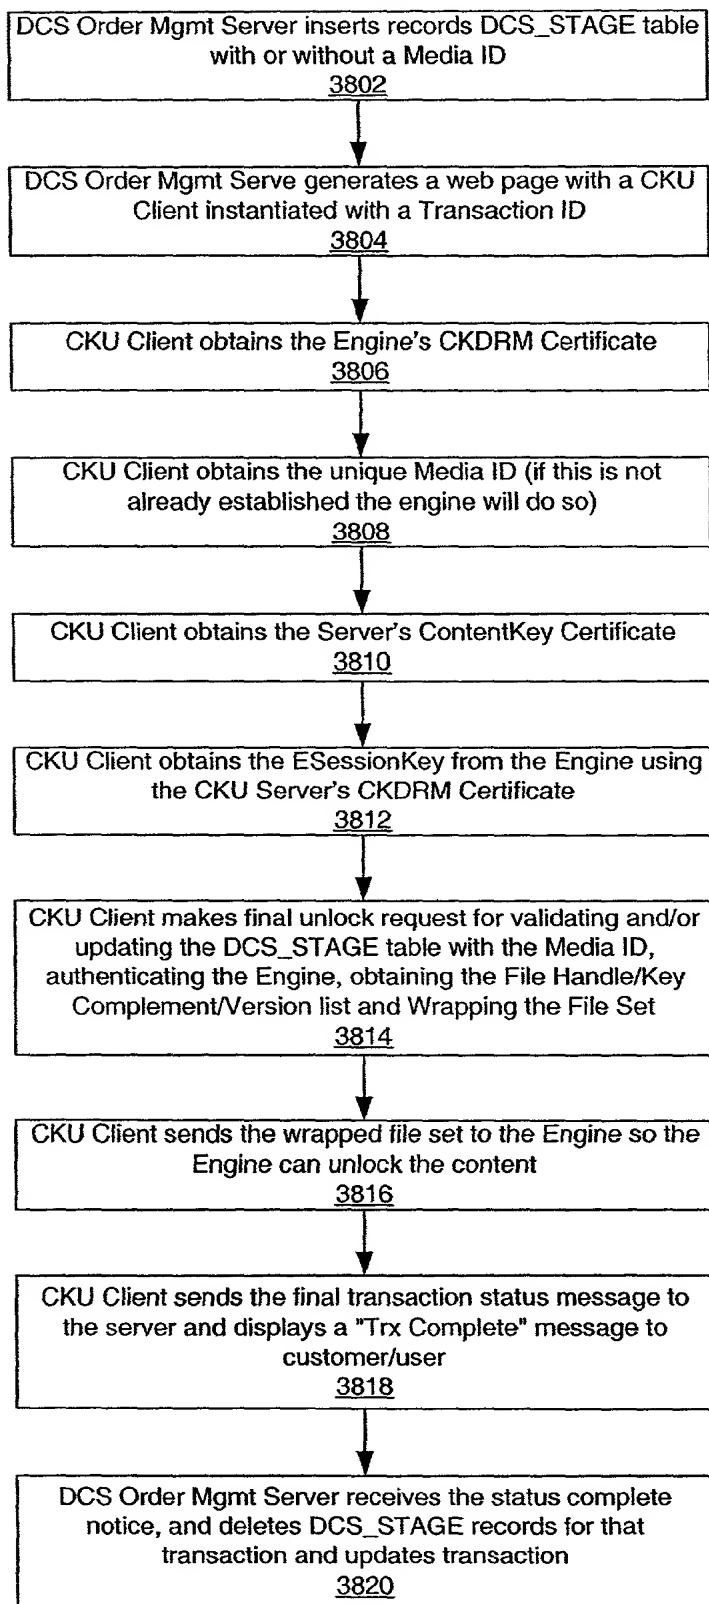 DCS Order Mgmt Server inserts records DCS_STAGE table
with or without a Media ID
3802
DCS Order Mgmt Serve generates a web page with a CKU
Client instantiated with a Transaction ID
3804
CKU Client obtains the Engine's CKDRM Certificate
3806
CKU Client obtains the unique Media ID (if this is not
already established the engine will do so)
3808
CKU Client obtains the Server's ContentKey Certificate
3810
CKU Client obtains the ESessionKey from the Engine using
the CKU Server's CKDRM Certificate
3812
CKU Client makes final unlock request for validating and/or
updating the DCS_STAGE table with the Media ID,
authenticating the Engine, obtaining the File Handle/Key
Complement/Version list and Wrapping the File Set
3814
CKU Client sends the wrapped file set to the Engine so the
Engine can unlock the content
3816
CKU Client sends the final transaction status message to
the server and displays a "Trx Complete" message to
customer/user
3818
DCS Order Mgmt Server receives the status complete
notice, and deletes DCS_STAGE records for that
transaction and updates transaction
3820